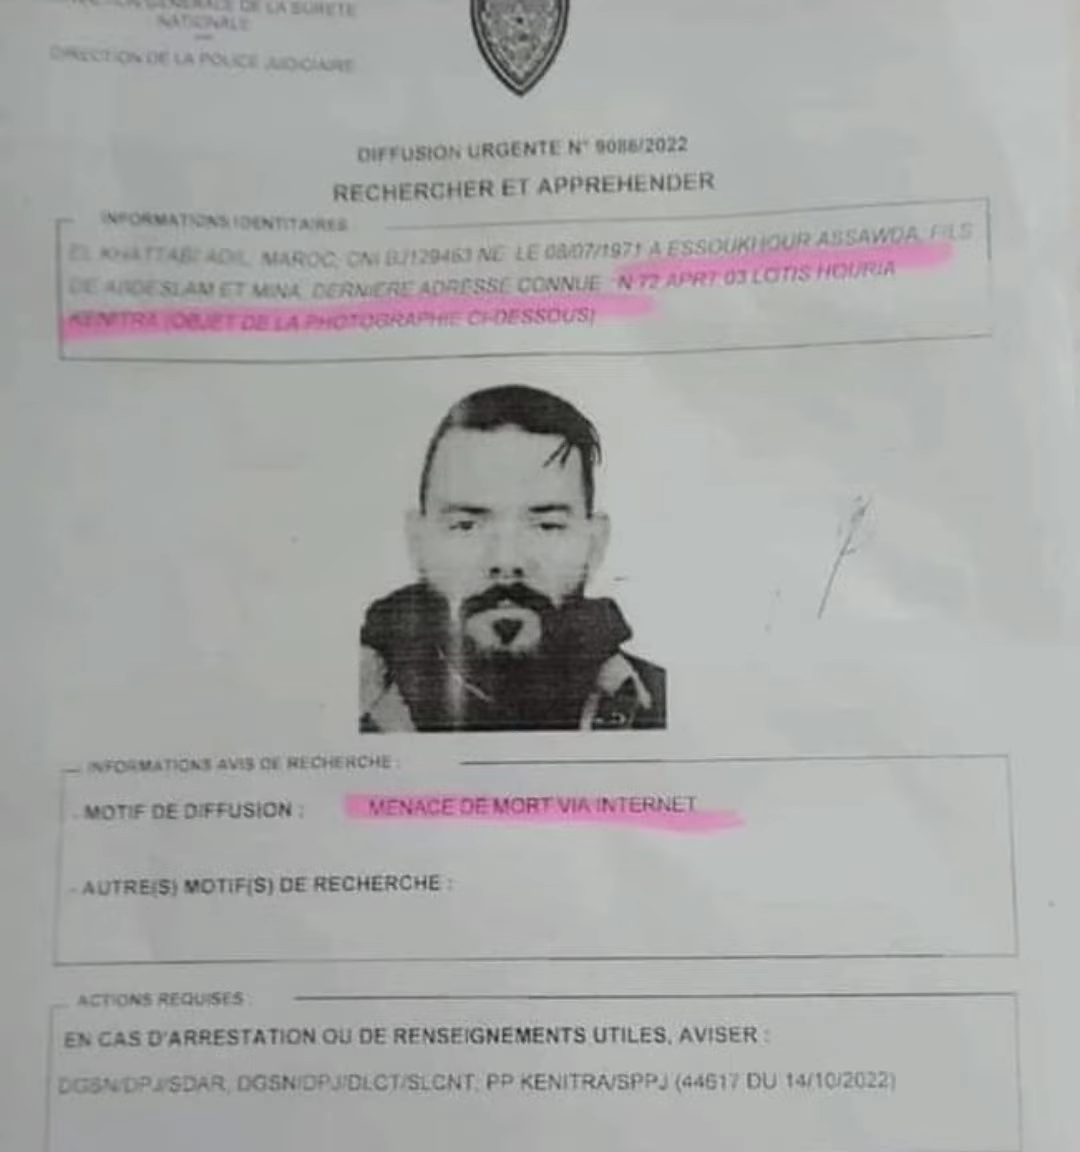 GENERALE DE LA SURETE
NATIONALE
DIRECTION DE LA POLICE JUDICIAIRE
DIFFUSION URGENTE N° 9086/2022
RECHERCHER ET APPREHENDER
INFORMATIONS IDENTITAIRES :
EL KHATTABI ADIL, MAROC, CNI BJ129463 NE LE 08/07/1971 A ESSOUKHOUR ASSAWDA, FILS
DE ABDESLAM ET MINA, DERNIERE ADRESSE CONNUE : N 72 APRT 03 LOTIS HOURIA
KENITRA (OBJET DE LA PHOTOGRAPHIE CI-DESSOUS)
INFORMATIONS AVIS DE RECHERCHE :
- MOTIF DE DIFFUSION : MENACE DE MORT VIA INTERNET
- AUTRE(S) MOTIF(S) DE RECHERCHE :
ACTIONS REQUISES :
EN CAS D'ARRESTATION OU DE RENSEIGNEMENTS UTILES, AVISER :
DGSN/DPJ/SDAR, DGSN/DPJ/DLCT/SLCNT, PP KENITRA/SPPJ (44617 DU 14/10/2022)